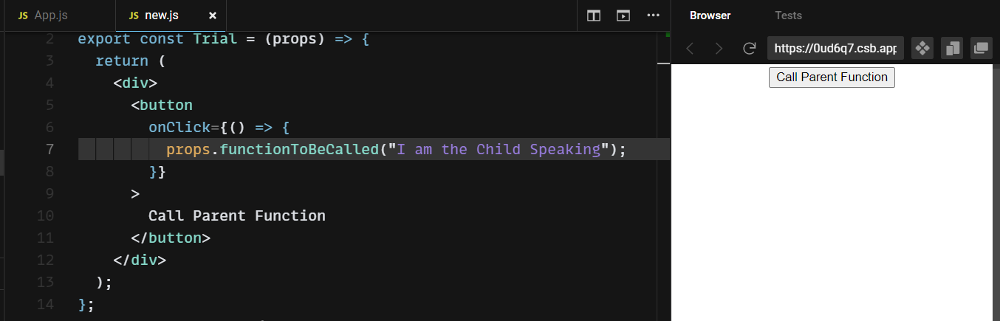 JS App.js
JS new.js ×
Browser
Tests
https://0ud6q7.csb.app
2 export const Trial = (props) => {
3 return (
4 <div>
5 <button
6 onClick={() => {
7 props.functionToBeCalled("I am the Child Speaking");
8 }}
9 >
10 Call Parent Function
11 </button>
12 </div>
13 );
14 };
Call Parent Function